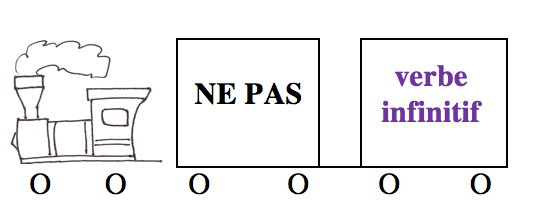 NE PAS
verbe
infinitif
O O O O O O